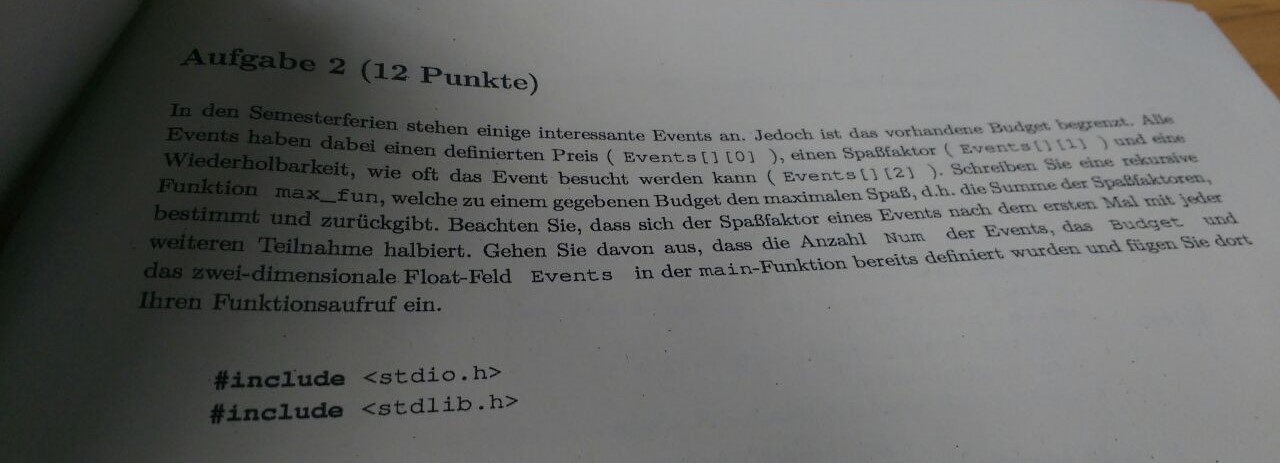 Aufgabe 2 (12 Punkte)
In den Semesterferien stehen einige interessante Events an. Jedoch ist das vorhandene Budget begrenzt. Alle
Events haben dabei einen definierten Preis ( Events[][0] ), einen Spaßfaktor ( Events[][1] ) und eine
Wiederholbarkeit, wie oft das Event besucht werden kann ( Events[][2] ). Schreiben Sie eine rekursive
Funktion max_fun, welche zu einem gegebenen Budget den maximalen Spaß, d.h. die Summe der Spaßfaktoren,
bestimmt und zurückgibt. Beachten Sie, dass sich der Spaßfaktor eines Events nach dem ersten Mal mit jeder
weiteren Teilnahme halbiert. Gehen Sie davon aus, dass die Anzahl Num der Events, das Budget und
das zwei-dimensionale Float-Feld Events in der main-Funktion bereits definiert wurden und fügen Sie dort
Ihren Funktionsaufruf ein.
#include <stdio.h>
#include <stdlib.h>